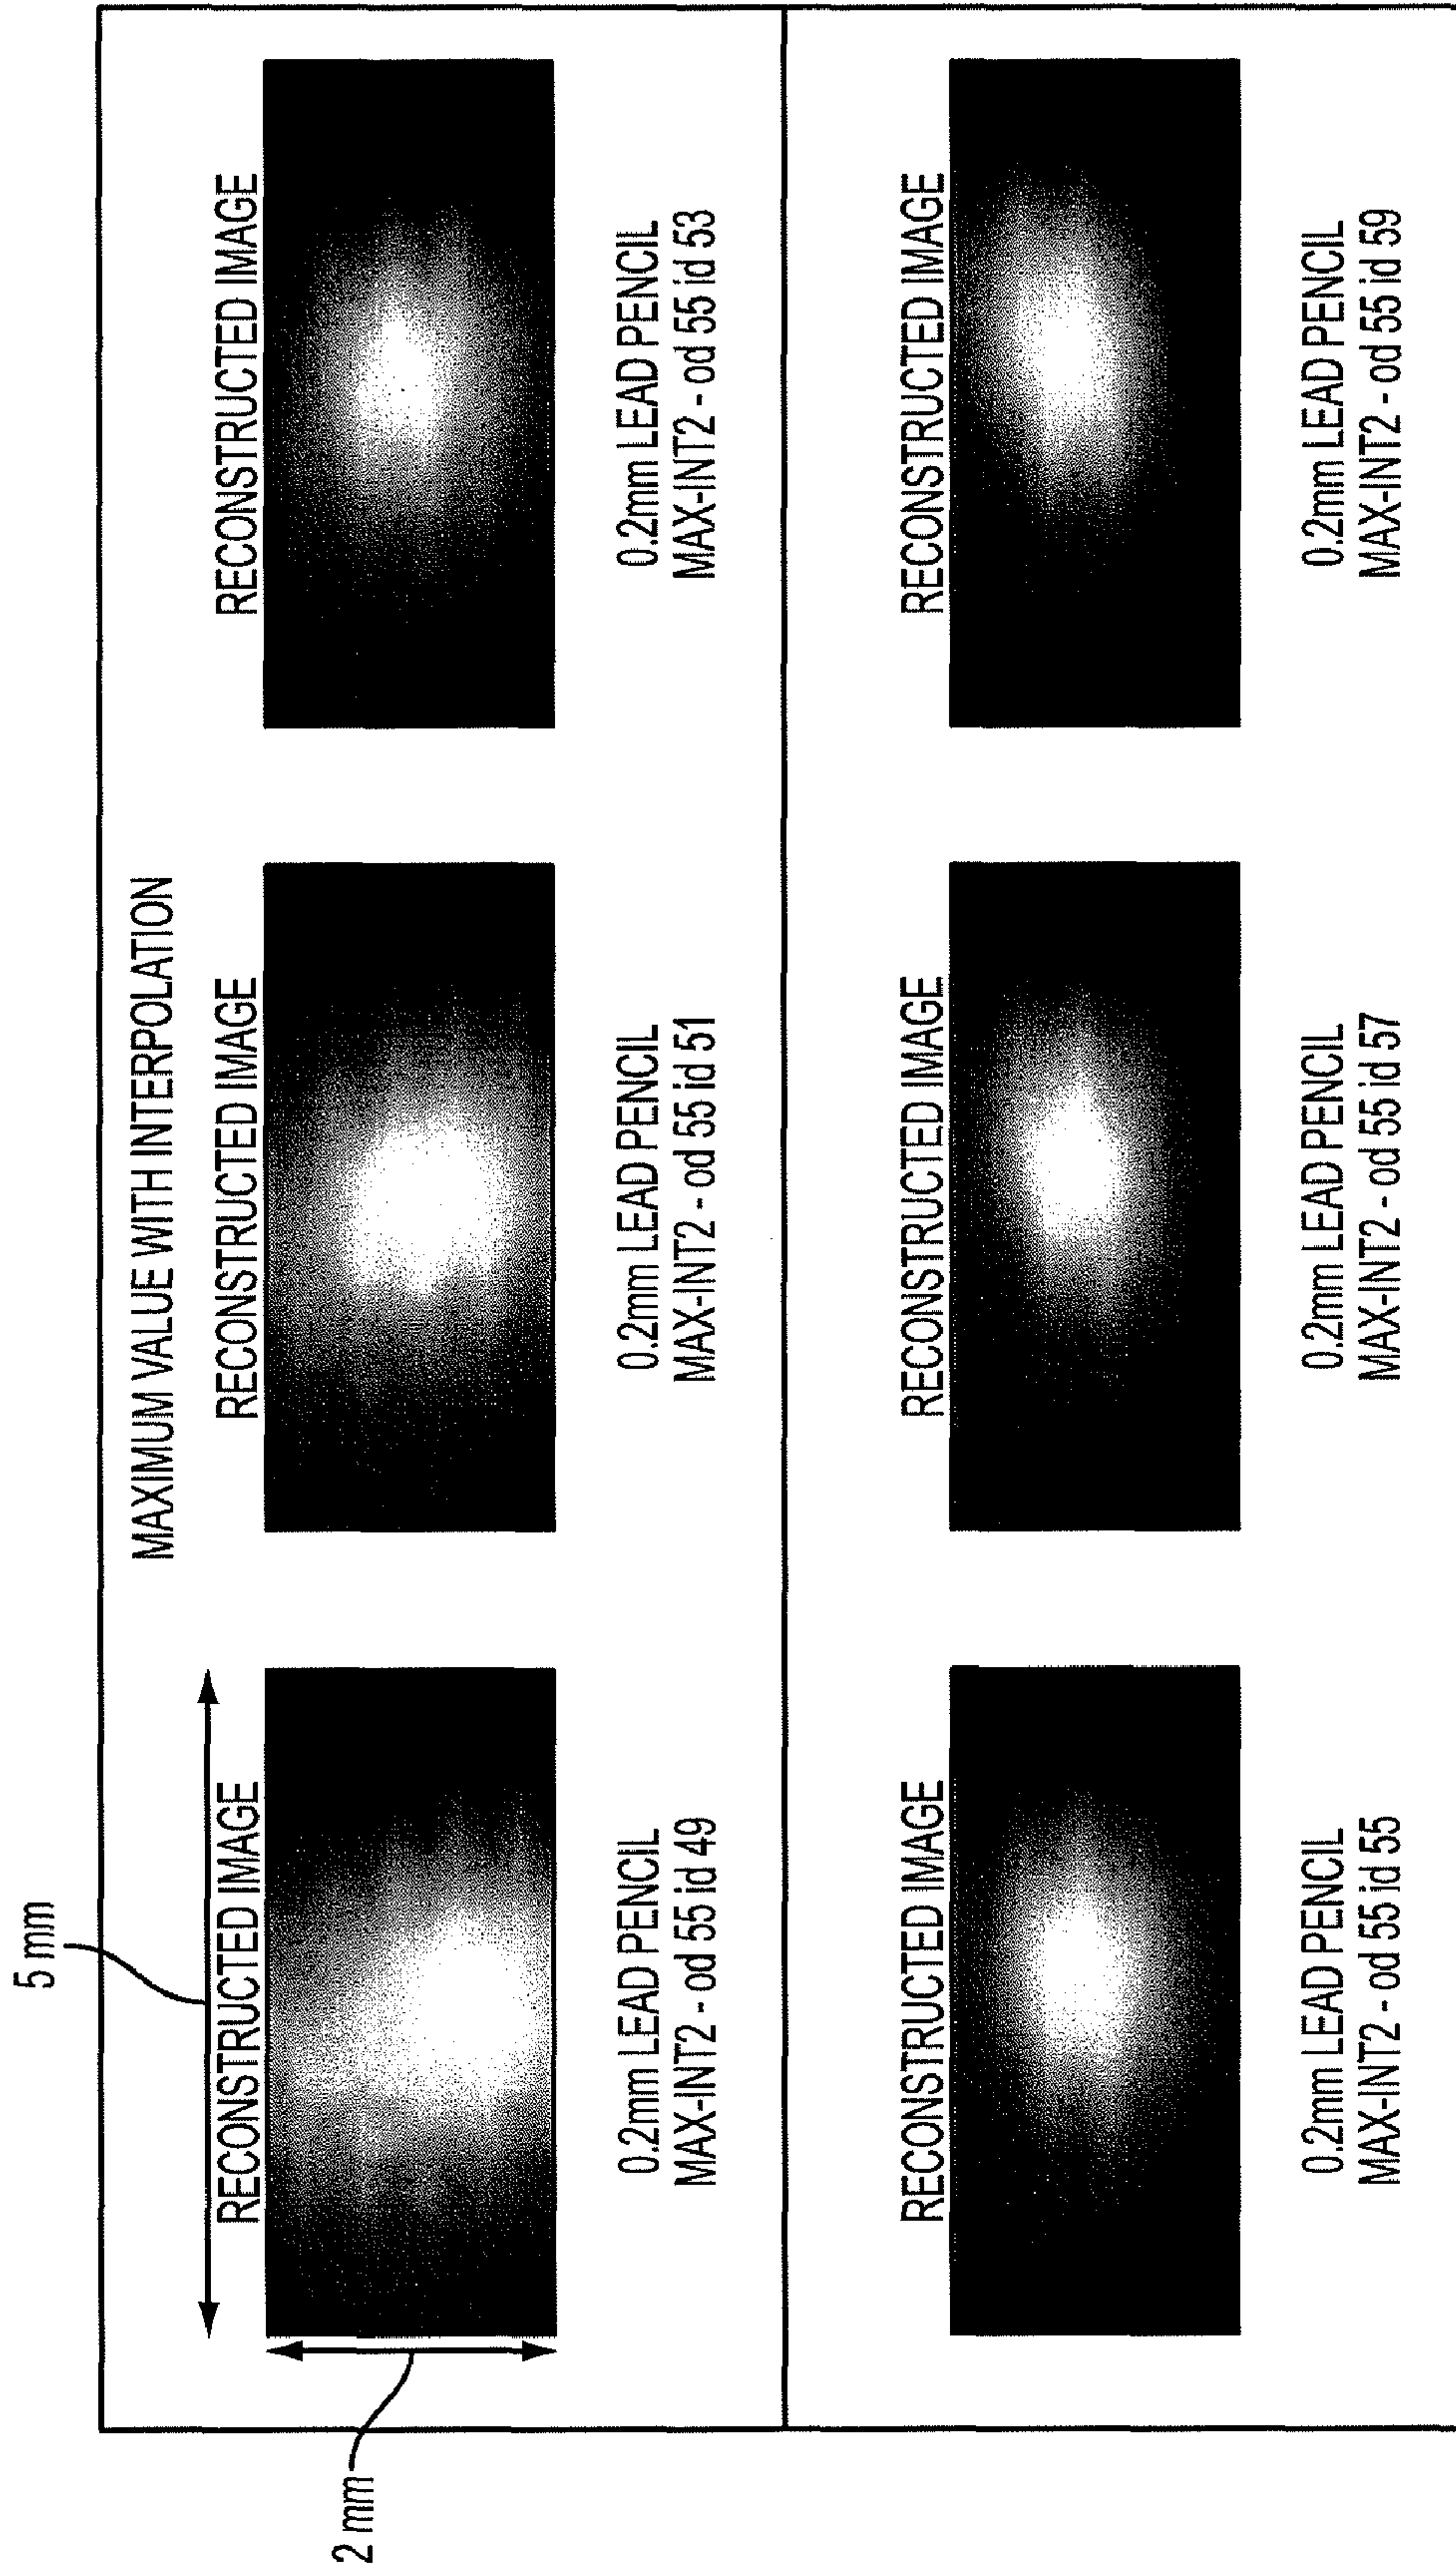 5 mm
2 mm
MAXIMUM VALUE WITH INTERPOLATION
RECONSTRUCTED IMAGE
0.2mm LEAD PENCIL
MAX-INT2 - od 55 id 49
RECONSTRUCTED IMAGE
0.2mm LEAD PENCIL
MAX-INT2 - od 55 id 51
RECONSTRUCTED IMAGE
0.2mm LEAD PENCIL
MAX-INT2 - od 55 id 53
RECONSTRUCTED IMAGE
0.2mm LEAD PENCIL
MAX-INT2 - od 55 id 55
RECONSTRUCTED IMAGE
0.2mm LEAD PENCIL
MAX-INT2 - od 55 id 57
RECONSTRUCTED IMAGE
0.2mm LEAD PENCIL
MAX-INT2 - od 55 id 59